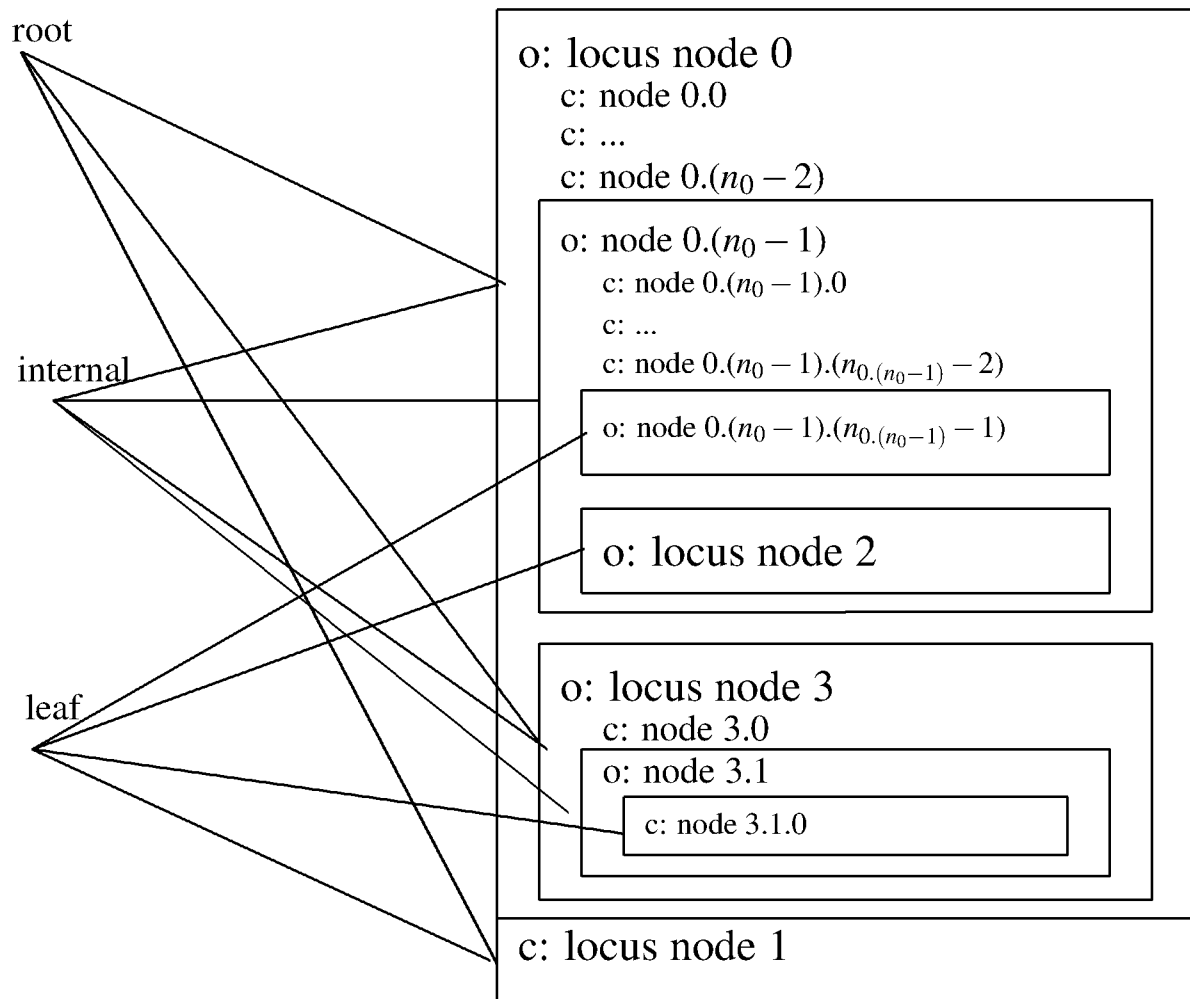 root
o: locus node 0
c: node 0.0
c: ...
c: node 0.(n₀ − 2)
o: node 0.(n₀ − 1)
c: node 0.(n₀ − 1).0
c: ...
internal
c: node 0.(n₀ − 1).(n₀.(n₀−1) − 2)
o: node 0.(n₀ − 1).(n₀.(n₀−1) − 1)
o: locus node 2
leaf
o: locus node 3
c: node 3.0
o: node 3.1
c: node 3.1.0
c: locus node 1